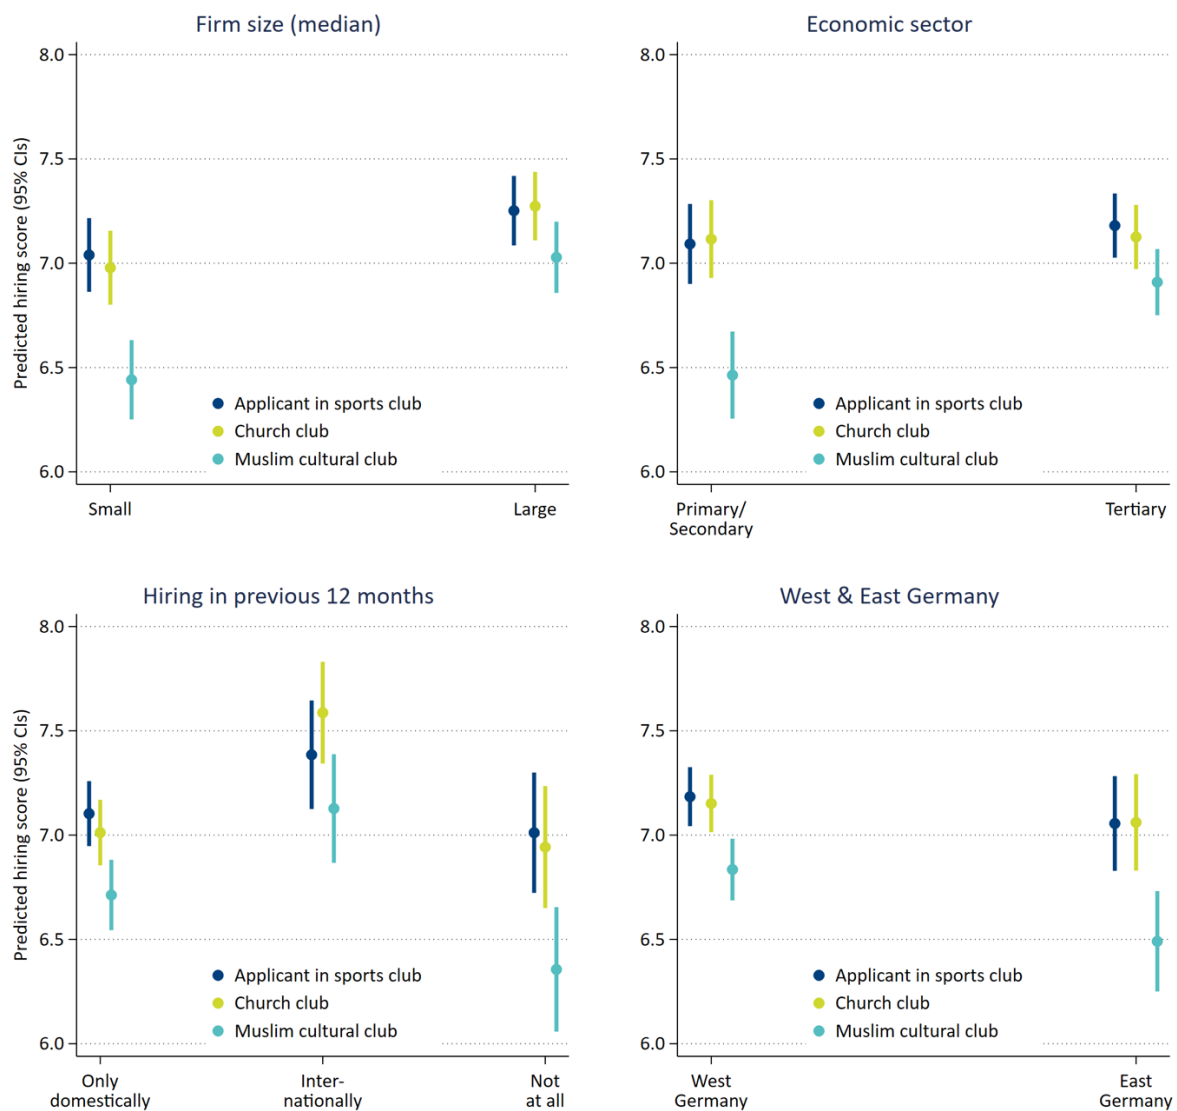 Firm size (median)
Predicted hiring score (95% CIs)
8.0
7.5
7.0
6.5
6.0
Applicant in sports club
Church club
Muslim cultural club
Small
Large
Economic sector
8.0
7.5
7.0
6.5
6.0
Applicant in sports club
Church club
Muslim cultural club
Primary/
Secondary
Tertiary
Hiring in previous 12 months
Predicted hiring score (95% CIs)
8.0
7.5
7.0
6.5
6.0
Applicant in sports club
Church club
Muslim cultural club
Only
domestically
Inter-
nationally
Not
at all
West & East Germany
8.0
7.5
7.0
6.5
6.0
Applicant in sports club
Church club
Muslim cultural club
West
Germany
East
Germany